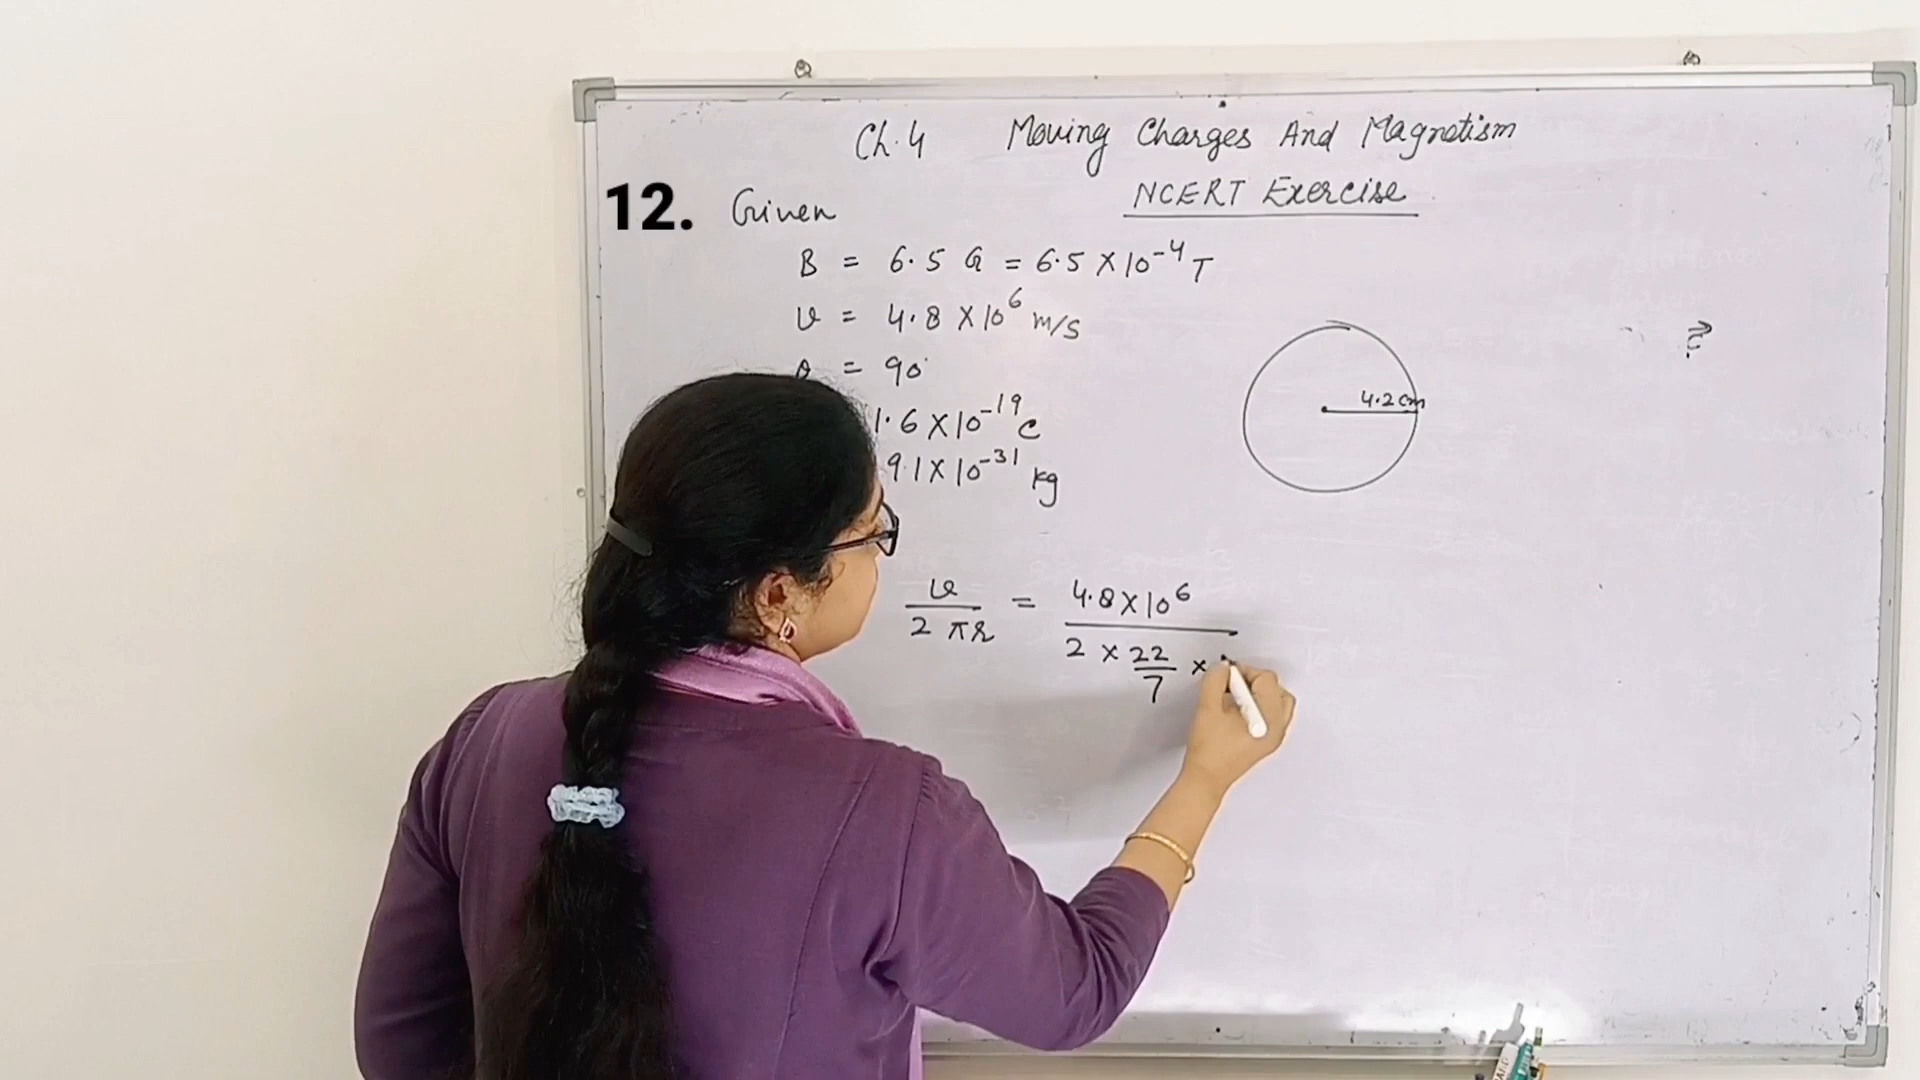 Ch.4 Moving Charges And Magnetism
NCERT Exercise
12. Given
B = 6.5 G = 6.5 × 10⁻⁴ T
v = 4.8 × 10⁶ m/s
θ = 90°
1.6 × 10⁻¹⁹ C
9.1 × 10⁻³¹ kg
4.2 cm
v / 2πr = 4.8 × 10⁶ / 2 × 22/7 ×